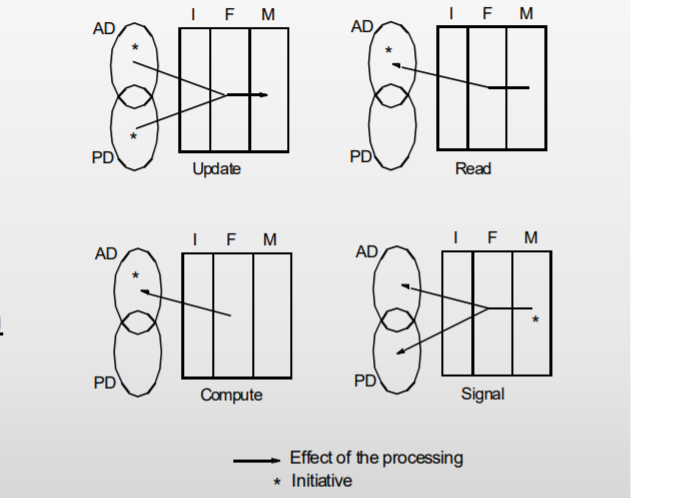 I F M
AD
*
*
PD
Update
I F M
AD
*
PD
Read
I F M
AD
*
PD
Compute
I F M
AD
*
PD
Signal
Effect of the processing
* Initiative